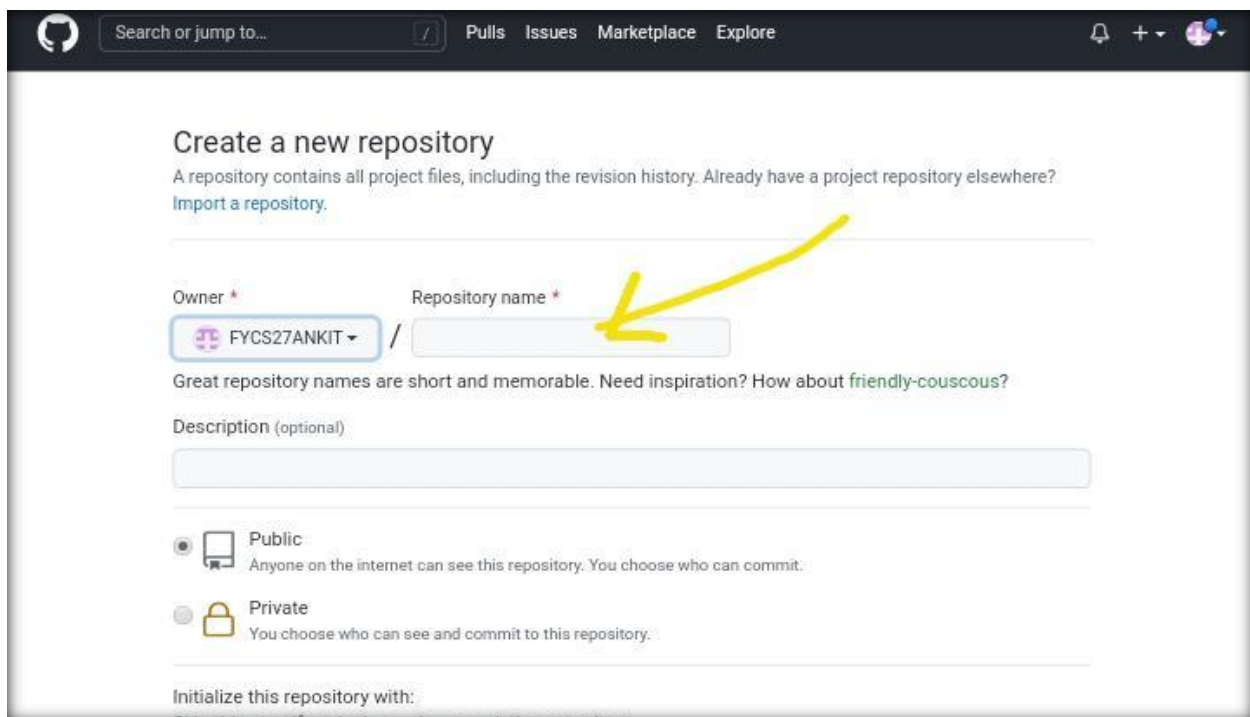 Search or jump to... / Pulls Issues Marketplace Explore
Create a new repository
A repository contains all project files, including the revision history. Already have a project repository elsewhere?
Import a repository.
Owner * Repository name *
FYCS27ANKIT /
Great repository names are short and memorable. Need inspiration? How about friendly-couscous?
Description (optional)
Public
Anyone on the internet can see this repository. You choose who can commit.
Private
You choose who can see and commit to this repository.
Initialize this repository with: